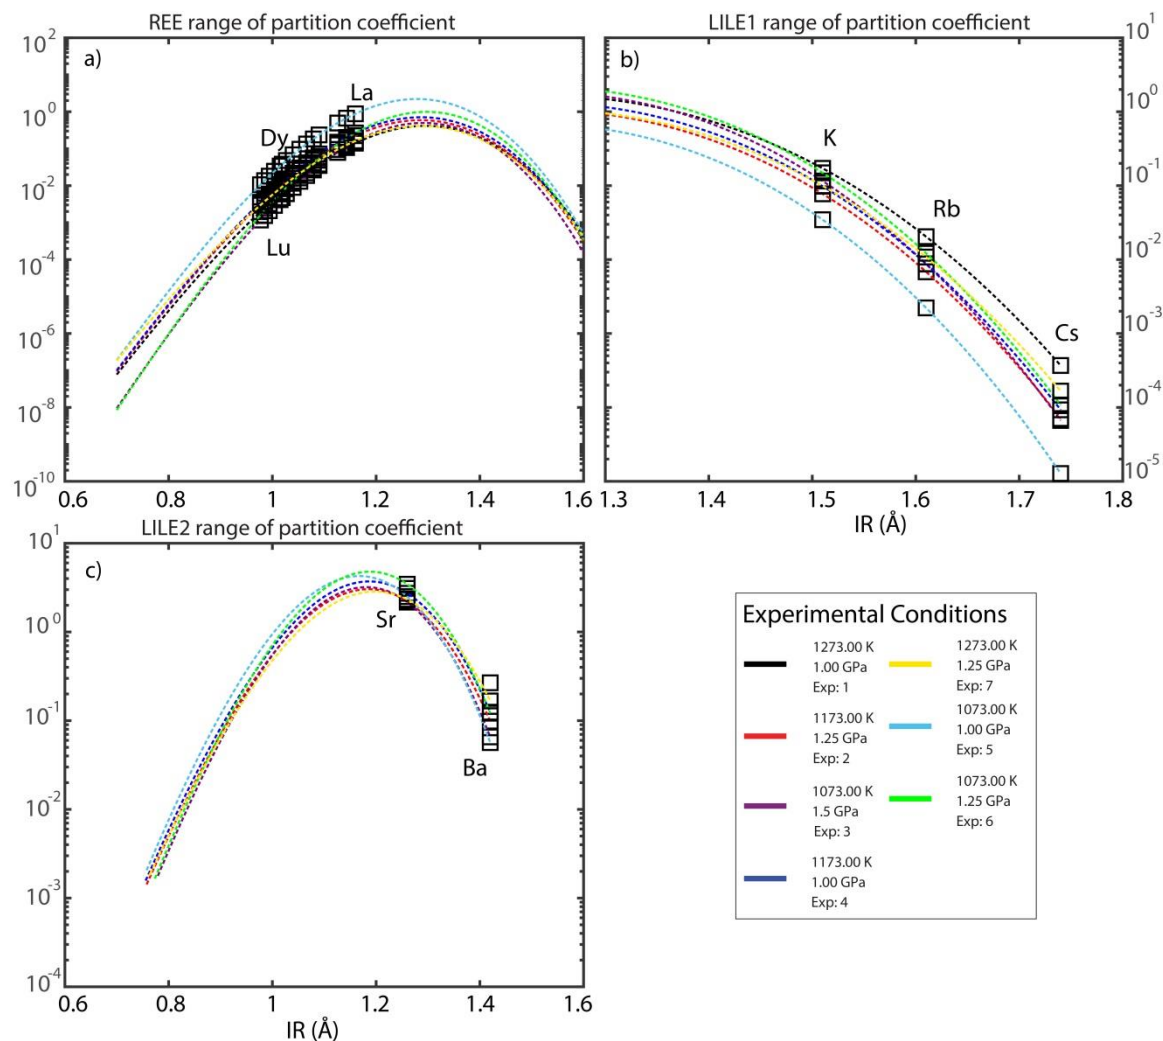 REE range of partition coefficient
LILE1 range of partition coefficient
a)
La
Dy
Lu
10^2
10^0
10^-2
10^-4
10^-6
10^-8
10^-10
0.6 0.8 1 1.2 1.4 1.6
b)
K
Rb
Cs
10^1
10^0
10^-1
10^-2
10^-3
10^-4
10^-5
1.3 1.4 1.5 1.6 1.7 1.8
IR (Å)
LILE2 range of partition coefficient
c)
Sr
Ba
10^1
10^0
10^-1
10^-2
10^-3
10^-4
0.6 0.8 1 1.2 1.4 1.6
IR (Å)
Experimental Conditions
1273.00 K
1.00 GPa
Exp: 1
1173.00 K
1.25 GPa
Exp: 2
1073.00 K
1.5 GPa
Exp: 3
1173.00 K
1.00 GPa
Exp: 4
1273.00 K
1.25 GPa
Exp: 7
1073.00 K
1.00 GPa
Exp: 5
1073.00 K
1.25 GPa
Exp: 6